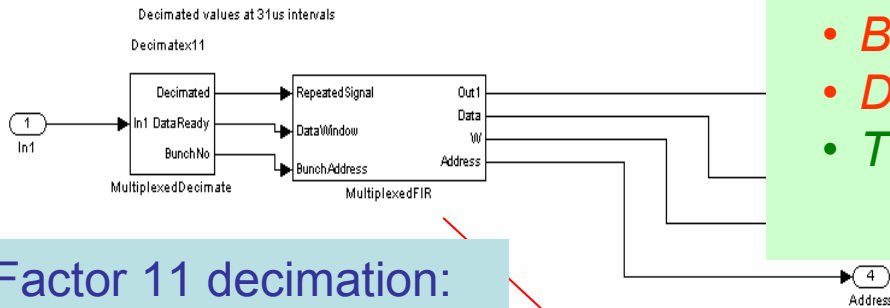 Decimated values at 31us intervals
Decimatex11
• B
• D
• T
1
In1
In1
Decimated
DataReady
BunchNo
MultiplexedDecimate
RepeatedSignal
DataWindow
BunchAddress
Out1
Data
W
Address
MultiplexedFIR
Factor 11 decimation:
4
Address